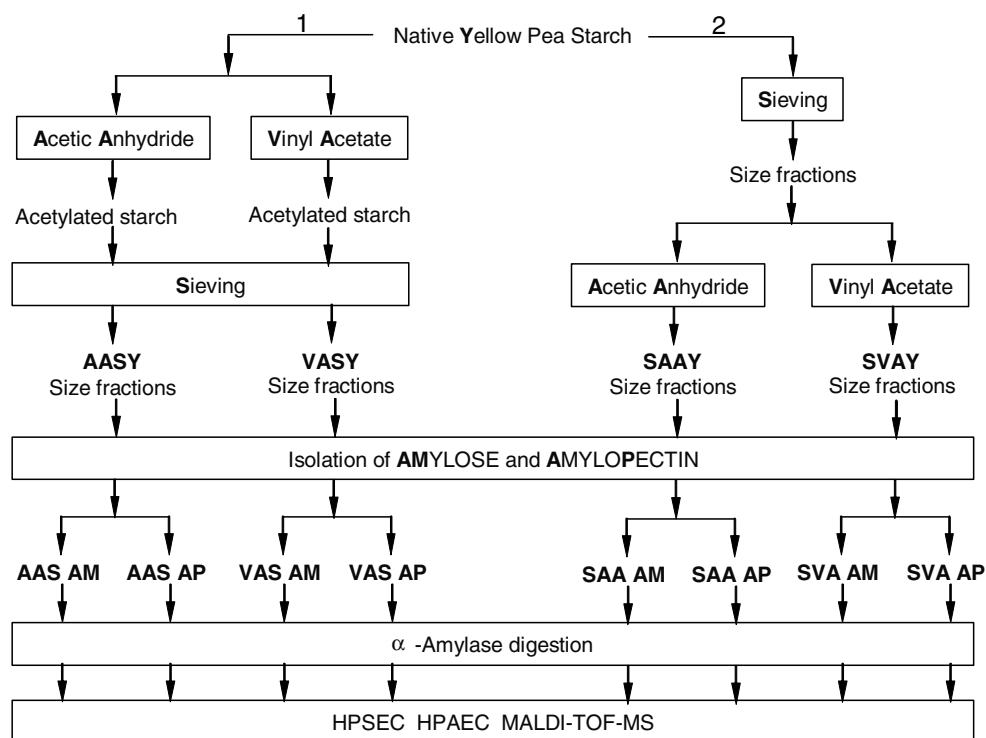 1
Native Yellow Pea Starch
2
Sieving
Acetic Anhydride
Vinyl Acetate
Size fractions
Acetylated starch
Acetylated starch
Sieving
Acetic Anhydride
Vinyl Acetate
AASY
Size fractions
VASY
Size fractions
SAAY
Size fractions
SVAY
Size fractions
Isolation of AMYLOSE and AMYLOPECTIN
AAS AM
AAS AP
VAS AM
VAS AP
SAA AM
SAA AP
SVA AM
SVA AP
α -Amylase digestion
HPSEC HPAEC MALDI-TOF-MS